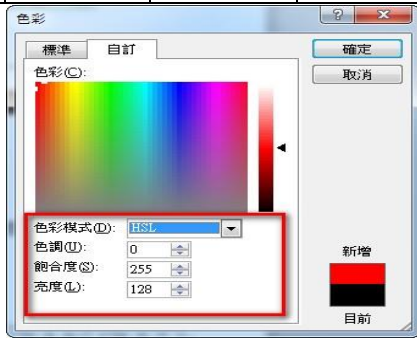 色彩
標準 自訂
確定
取消
色彩(C):
色彩模式(D): HSL
色調(U): 0
飽合度(S): 255
亮度(L): 128
新增
目前